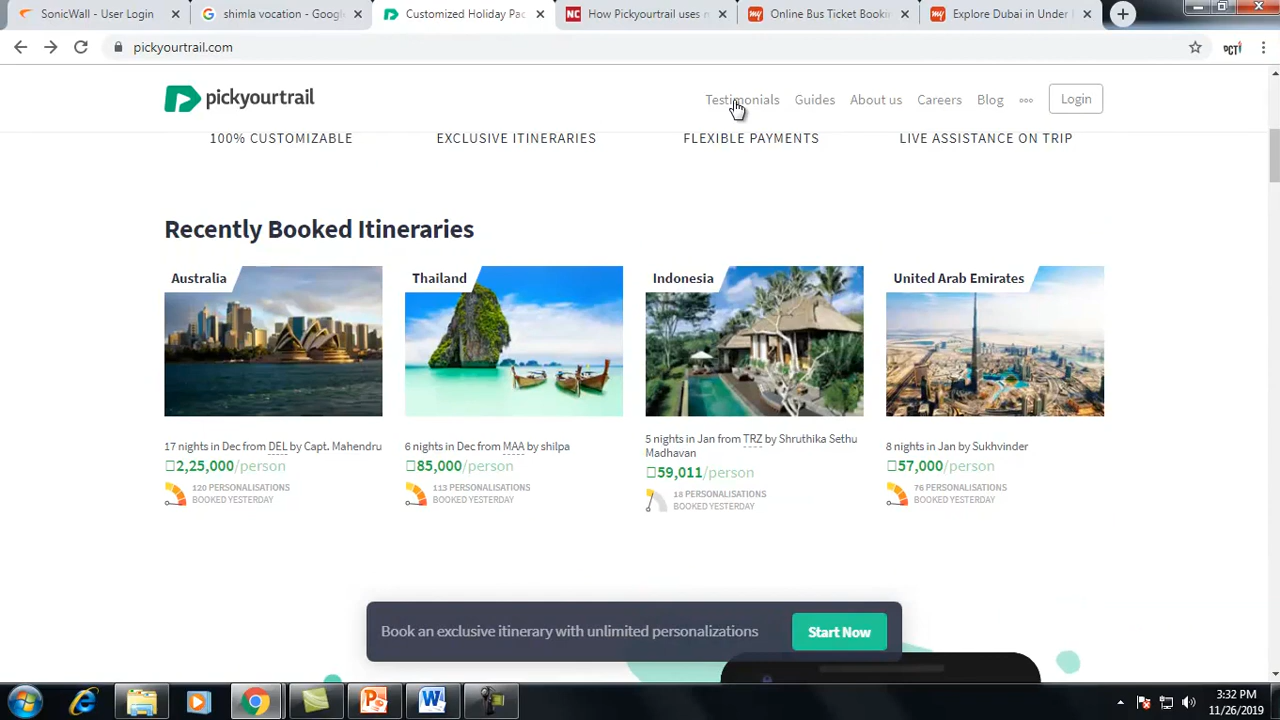 SonicWall - User Login
shimla vocation - Google
Customized Holiday Pac
How Pickyourtrail uses
Online Bus Ticket Booki
Explore Dubai in Under
pickyourtrail.com
pickyourtrail
Testimonials
Guides
About us
Careers
Blog
Login
100% CUSTOMIZABLE
EXCLUSIVE ITINERARIES
FLEXIBLE PAYMENTS
LIVE ASSISTANCE ON TRIP
Recently Booked Itineraries
Australia
Thailand
Indonesia
United Arab Emirates
17 nights in Dec from DEL by Capt. Mahendru
2,25,000/person
120 PERSONALISATIONS
BOOKED YESTERDAY
6 nights in Dec from MAA by shilpa
85,000/person
113 PERSONALISATIONS
BOOKED YESTERDAY
5 nights in Jan from TRZ by Shruthika Sethu
Madhavan
59,011/person
18 PERSONALISATIONS
BOOKED YESTERDAY
8 nights in Jan by Sukhvinder
57,000/person
76 PERSONALISATIONS
BOOKED YESTERDAY
Book an exclusive itinerary with unlimited personalizations
Start Now
3:32 PM
11/26/2019